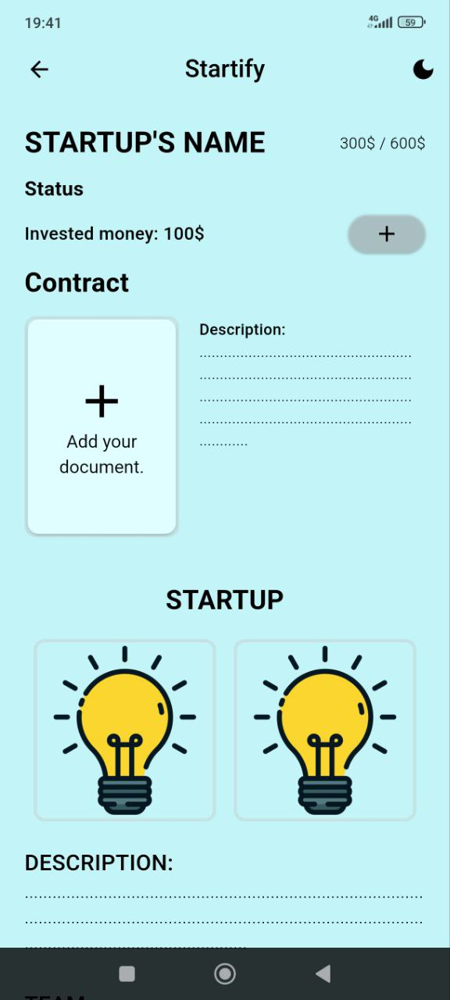 19:41
4G
59
Startify
STARTUP'S NAME
300$ / 600$
Status
Invested money: 100$
+
Contract
+
Add your
document.
Description:
....................................................
....................................................
....................................................
....................................................
............
STARTUP
DESCRIPTION:
.....................................................................................
.....................................................................................
...............................................
TEAM